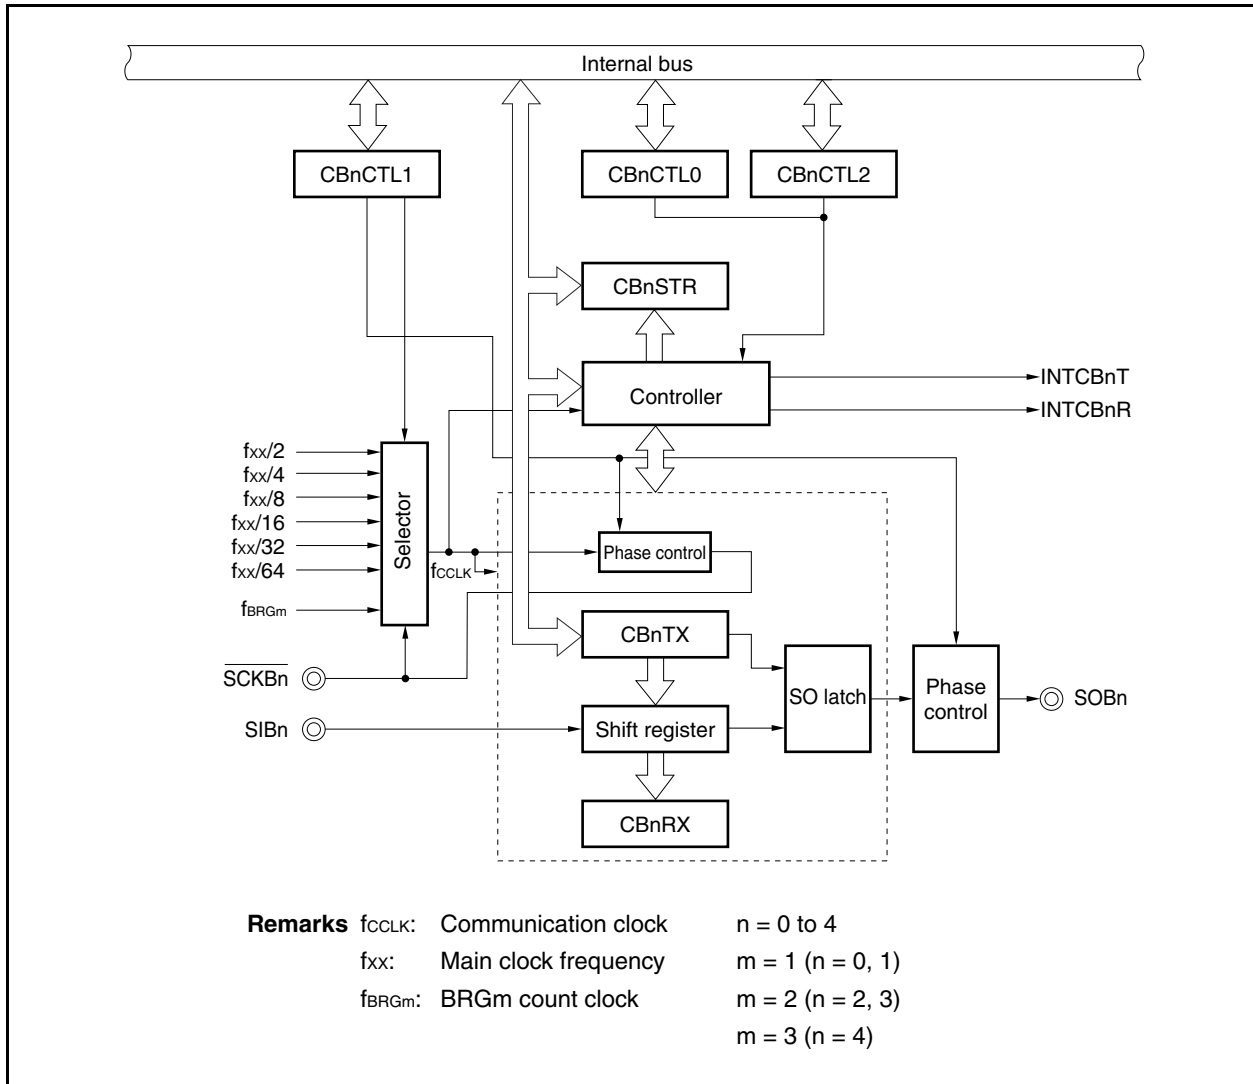 Internal bus
CBnCTL1
CBnCTL0
CBnCTL2
CBnSTR
Controller
INTCBnT
INTCBnR
fXX/2
fXX/4
fXX/8
fXX/16
fXX/32
fXX/64
fBRGm
Selector
fCCLK
Phase control
CBnTX
SCKBn
SO latch
Phase
control
SOBn
SIBn
Shift register
CBnRX
Remarks fCCLK: Communication clock n = 0 to 4
fXX: Main clock frequency m = 1 (n = 0, 1)
fBRGm: BRGm count clock m = 2 (n = 2, 3)
m = 3 (n = 4)